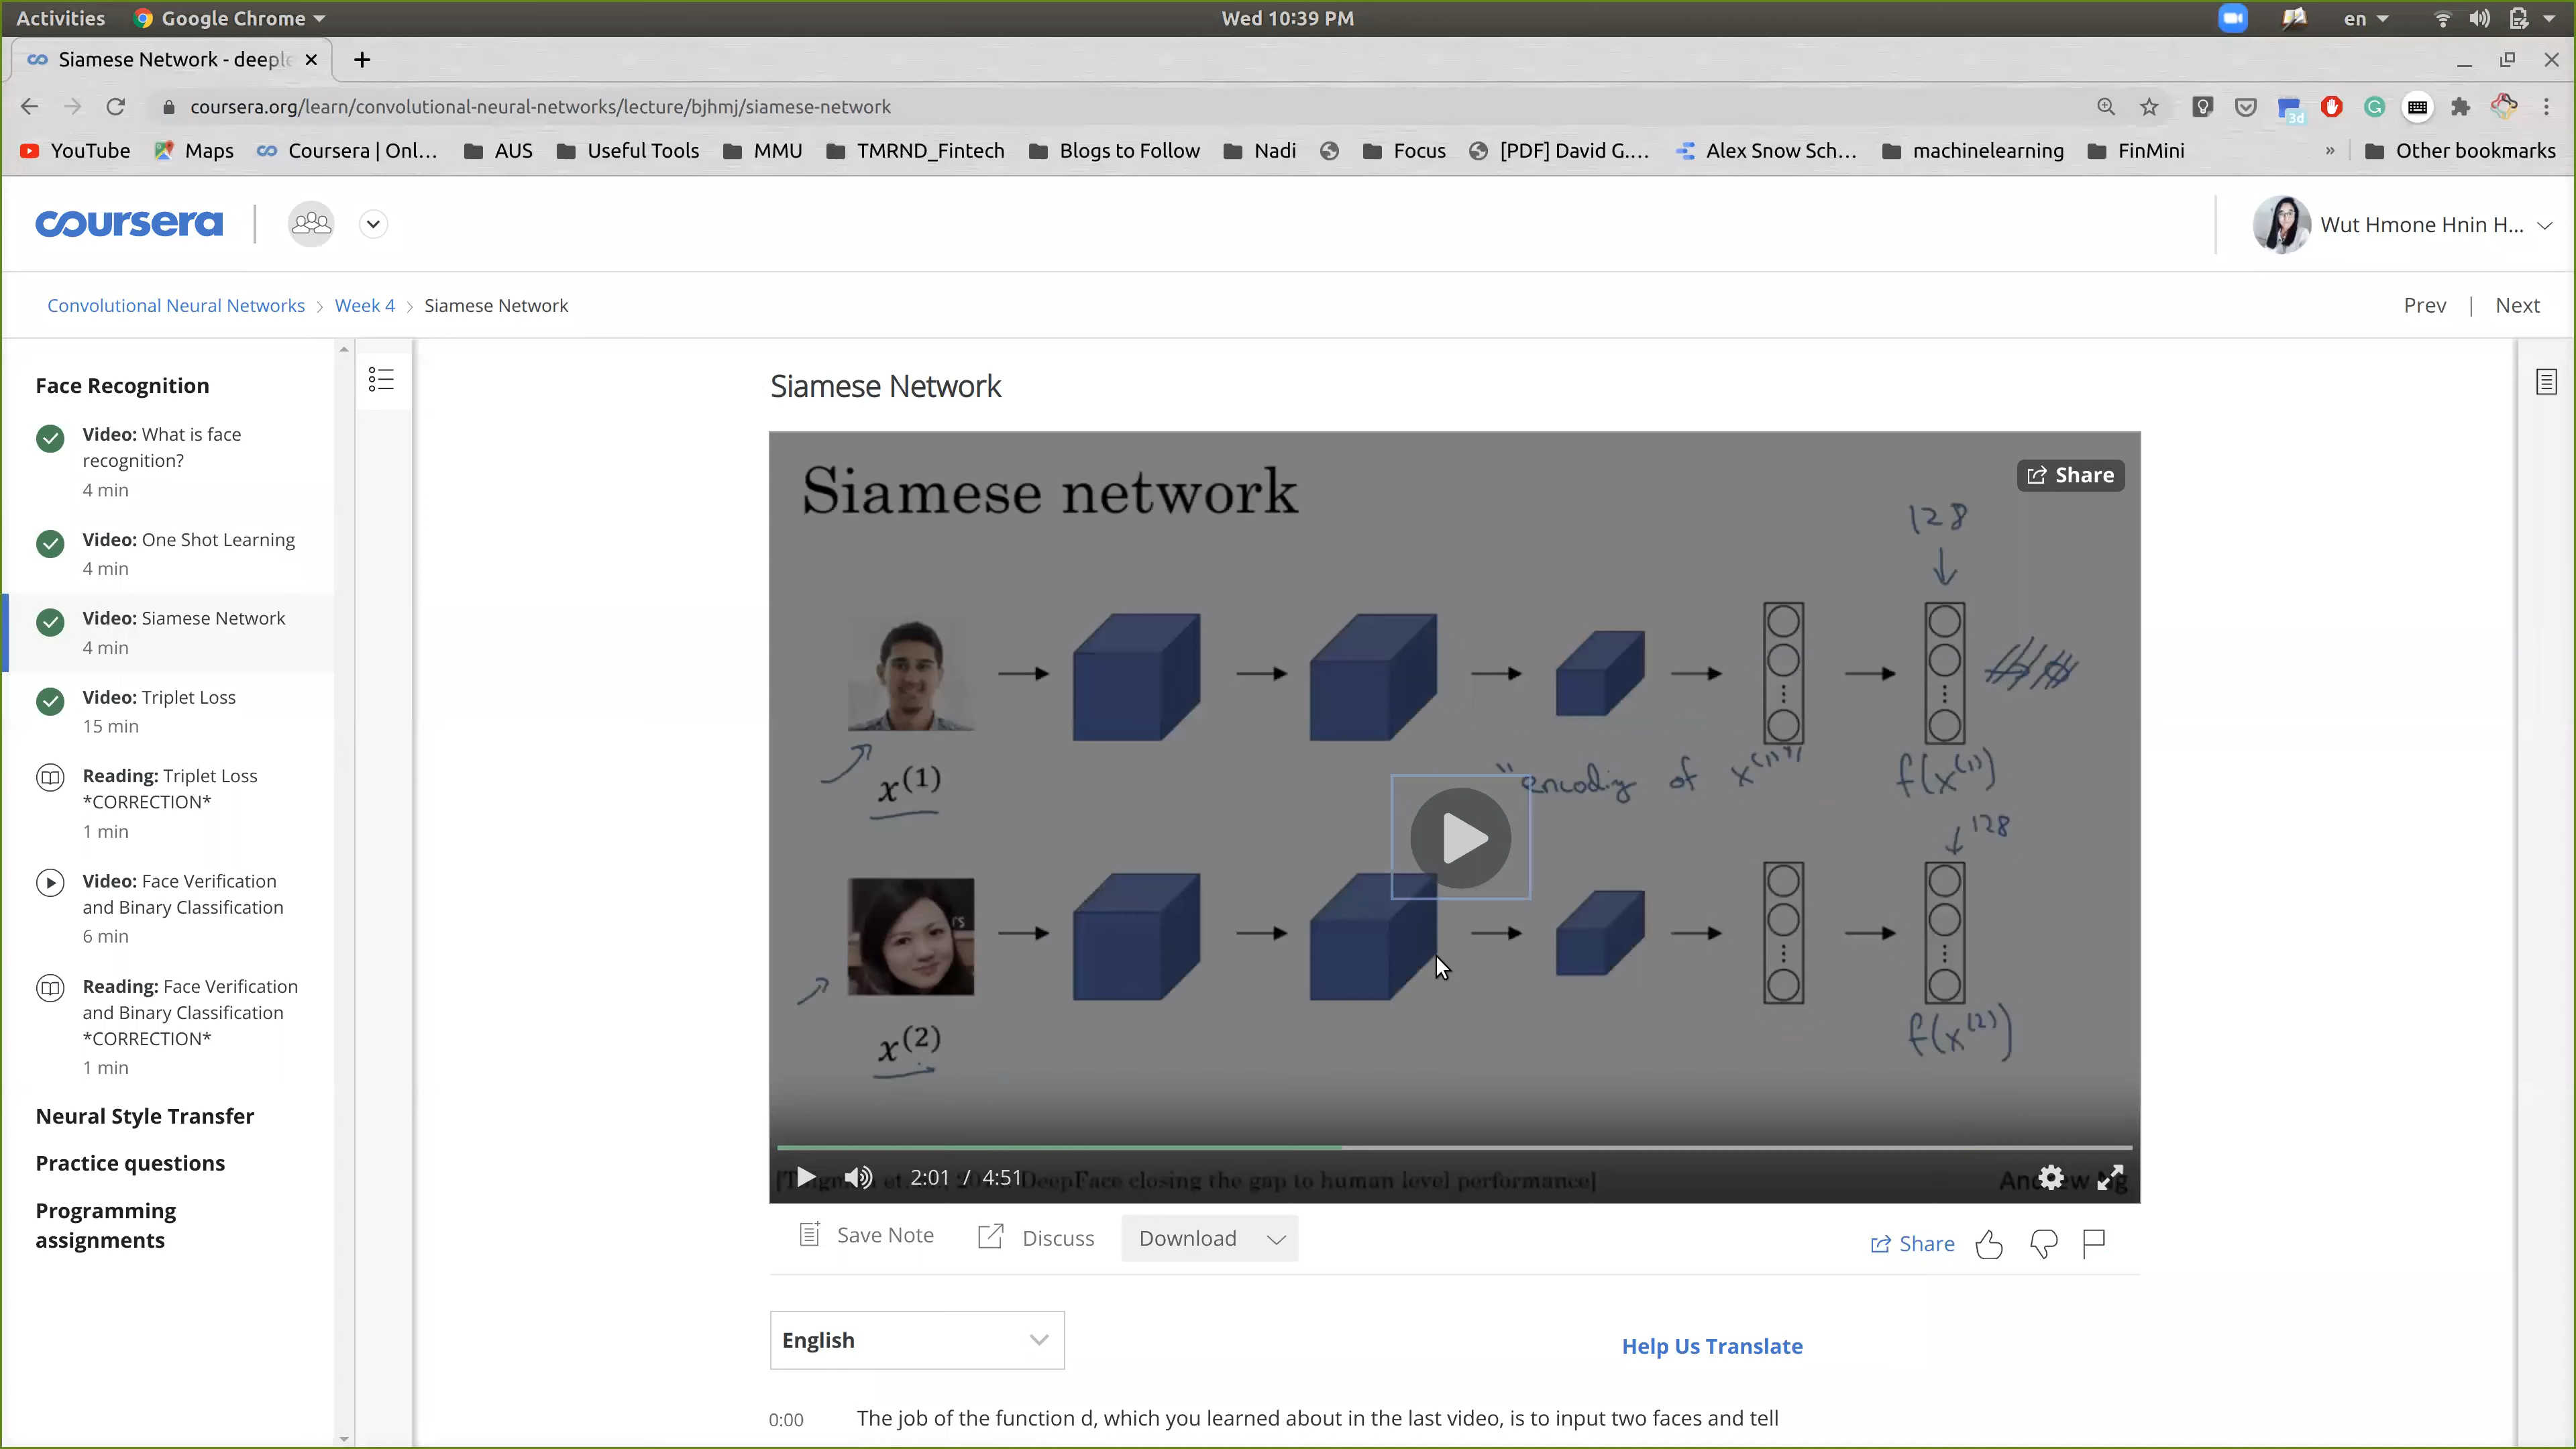 Activities Google Chrome Wed 10:39 PM en
Siamese Network - deeple
coursera.org/learn/convolutional-neural-networks/lecture/bjhmj/siamese-network
3d
YouTube Maps Coursera | Onl... AUS Useful Tools MMU TMRND_Fintech Blogs to Follow Nadi Focus [PDF] David G.... Alex Snow Sch... machinelearning FinMini » Other bookmarks
coursera
Wut Hmone Hnin H...
Convolutional Neural Networks > Week 4 > Siamese Network
Prev | Next
Face Recognition
Video: What is face
recognition?
4 min
Video: One Shot Learning
4 min
Video: Siamese Network
4 min
Video: Triplet Loss
15 min
Reading: Triplet Loss
*CORRECTION*
1 min
Video: Face Verification
and Binary Classification
6 min
Reading: Face Verification
and Binary Classification
*CORRECTION*
1 min
Neural Style Transfer
Practice questions
Programming
assignments
Siamese Network
Siamese network
Share
128
x(1)
"encoding of x(1)"
f(x(1))
128
x(2)
f(x(2))
2:01 / 4:51
DeepFace closing the gap to human level performance]
Save Note Discuss Download
Share
English
Help Us Translate
0:00 The job of the function d, which you learned about in the last video, is to input two faces and tell